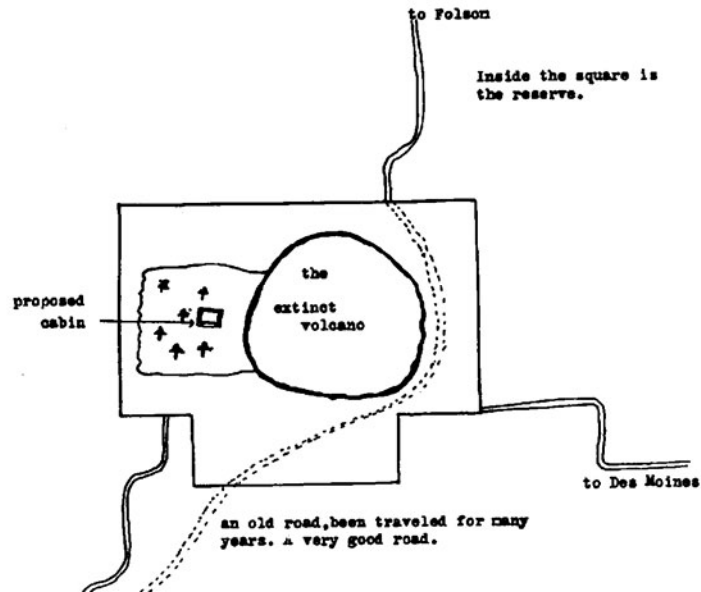 to Folson
Inside the square is
the reserve.
the
extinct
volcano
proposed
cabin
to Des Moines
an old road,been traveled for many
years. A very good road.